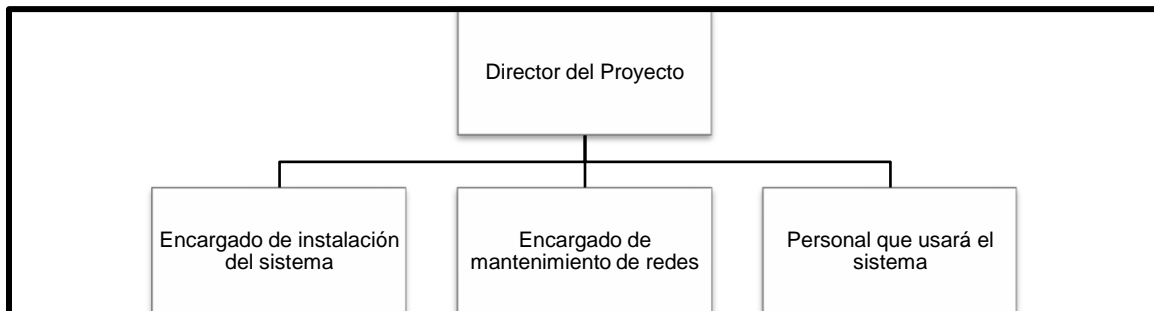 Director del Proyecto
Encargado de instalación
del sistema
Encargado de
mantenimiento de redes
Personal que usará el
sistema